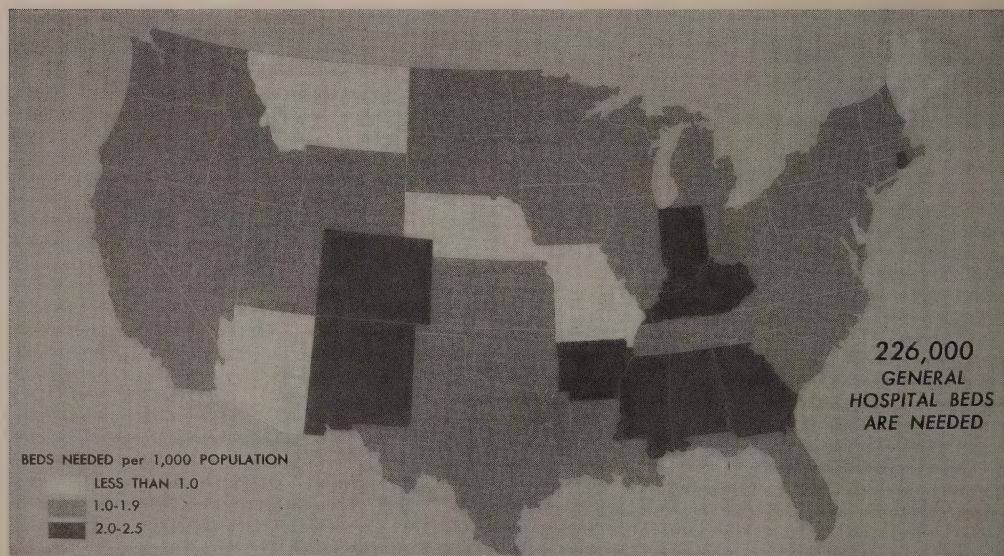 226,000
GENERAL
HOSPITAL BEDS
ARE NEEDED
BEDS NEEDED per 1,000 POPULATION
LESS THAN 1.0
1.0-1.9
2.0-2.5